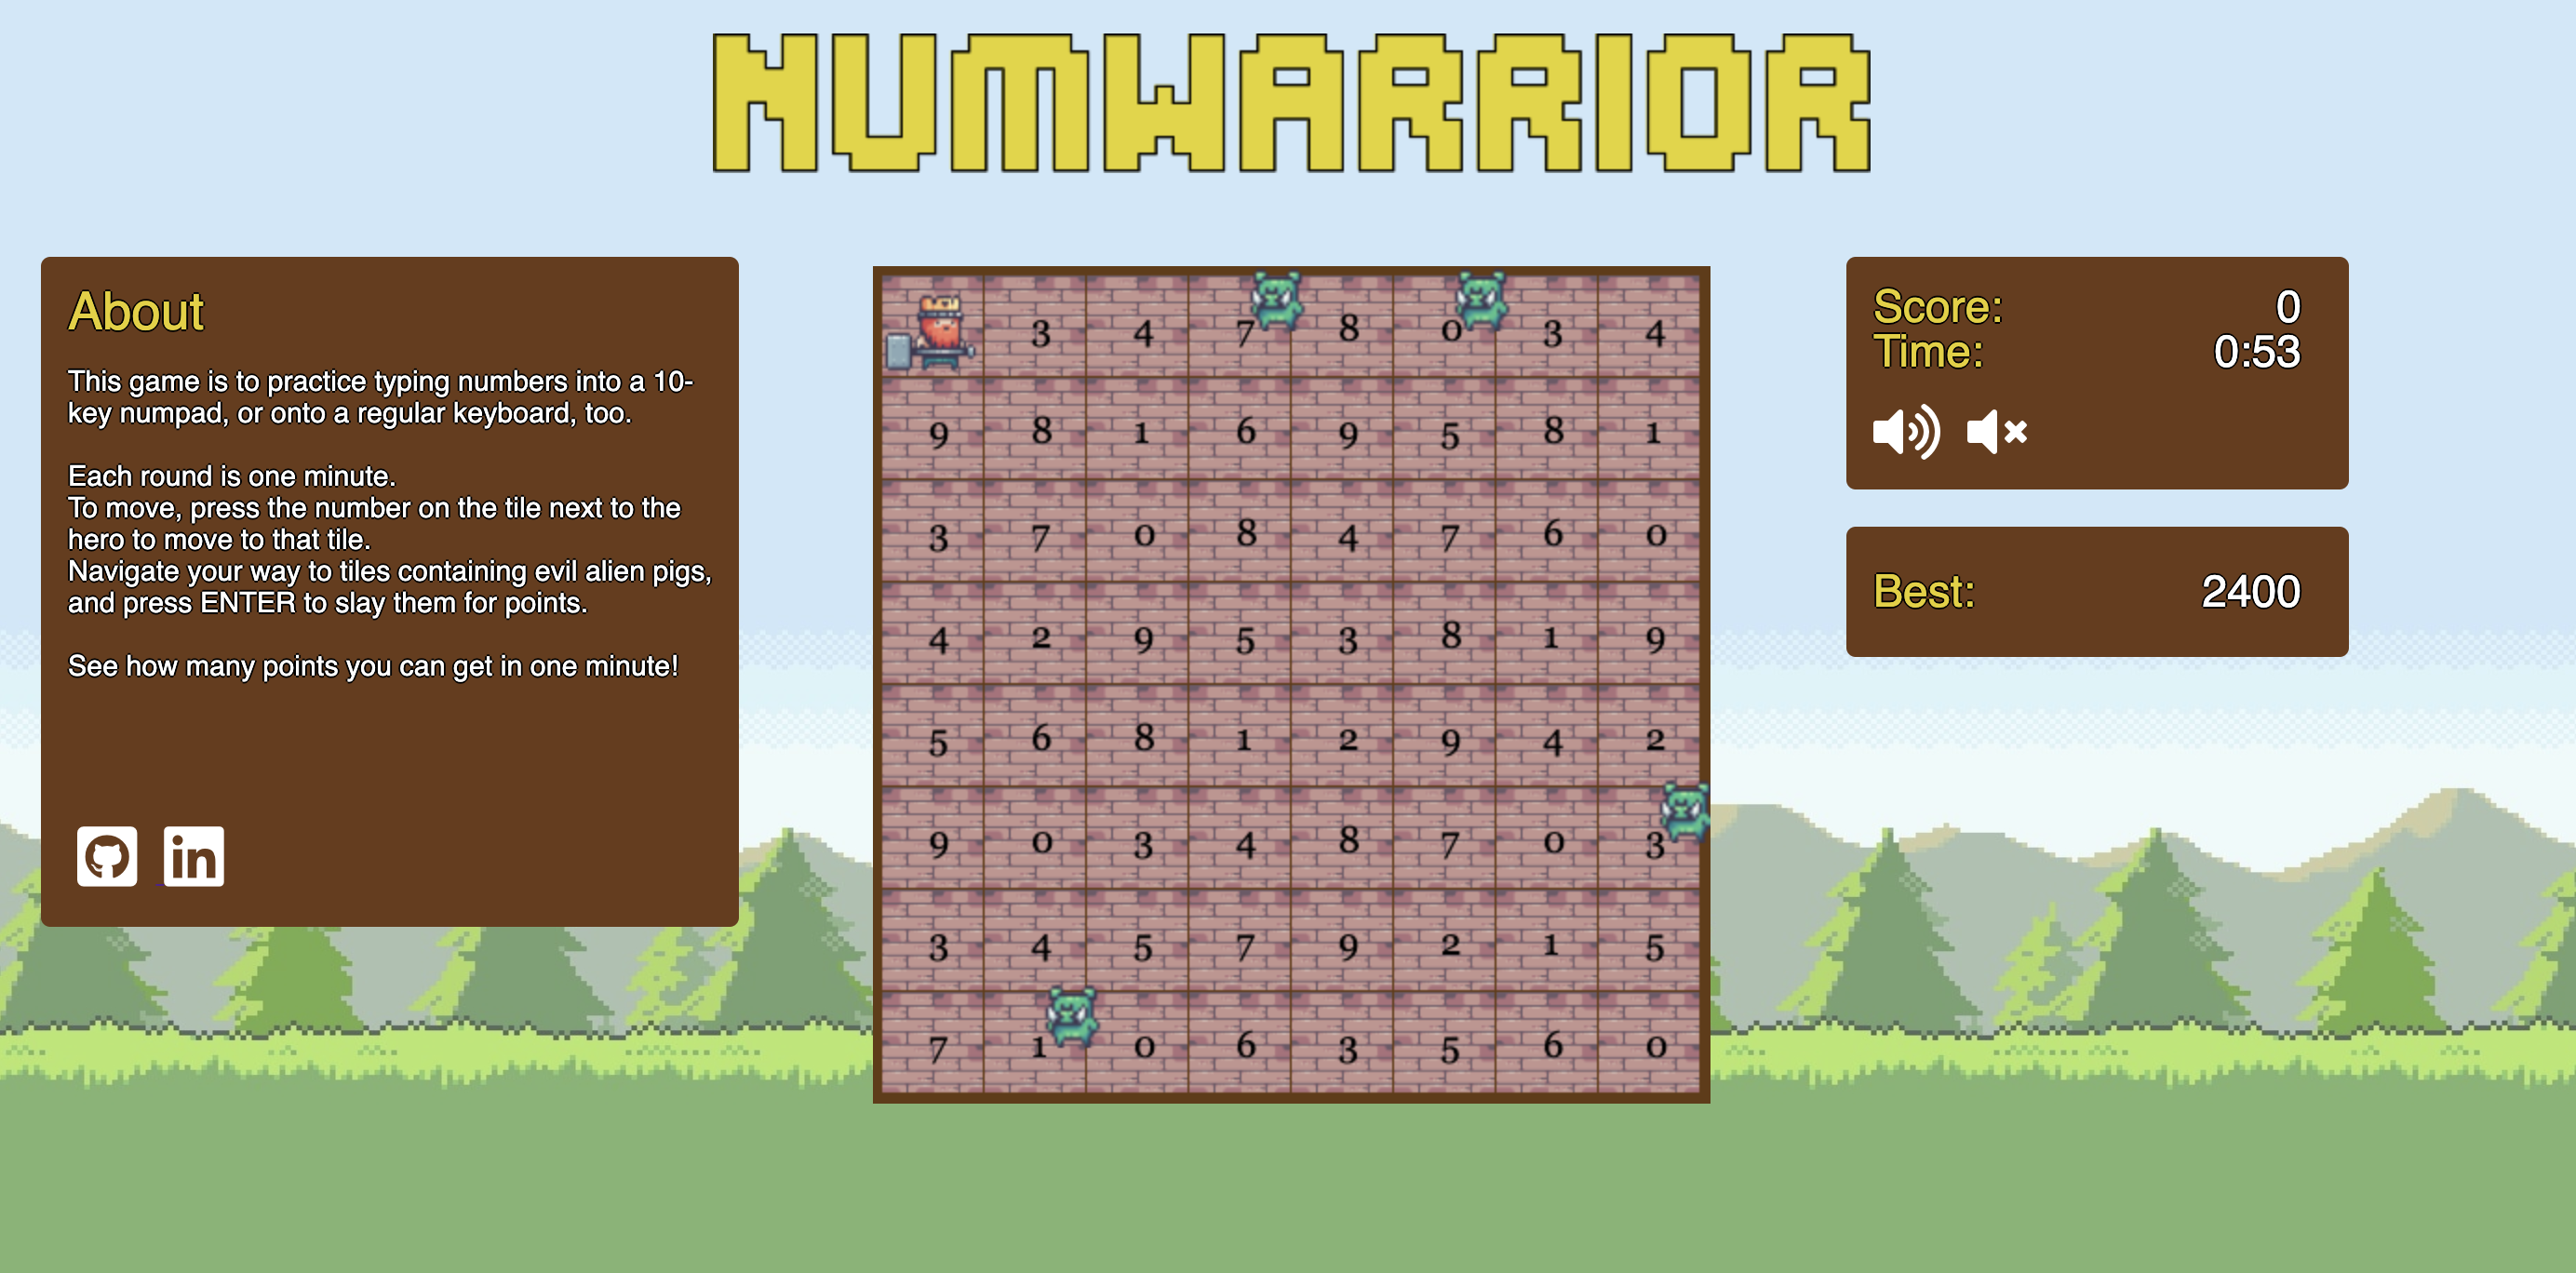 NUMWARRIOR
About
This game is to practice typing numbers into a 10-
key numpad, or onto a regular keyboard, too.
Each round is one minute.
To move, press the number on the tile next to the
hero to move to that tile.
Navigate your way to tiles containing evil alien pigs,
and press ENTER to slay them for points.
See how many points you can get in one minute!
in
3 4 7 8 0 3 4
9 8 1 6 9 5 8 1
3 7 0 8 4 7 6 0
4 2 9 5 3 8 1 9
5 6 8 1 2 9 4 2
9 0 3 4 8 7 0 3
3 4 5 7 9 2 1 5
7 1 0 6 3 5 6 0
Score: 0
Time: 0:53
Best: 2400